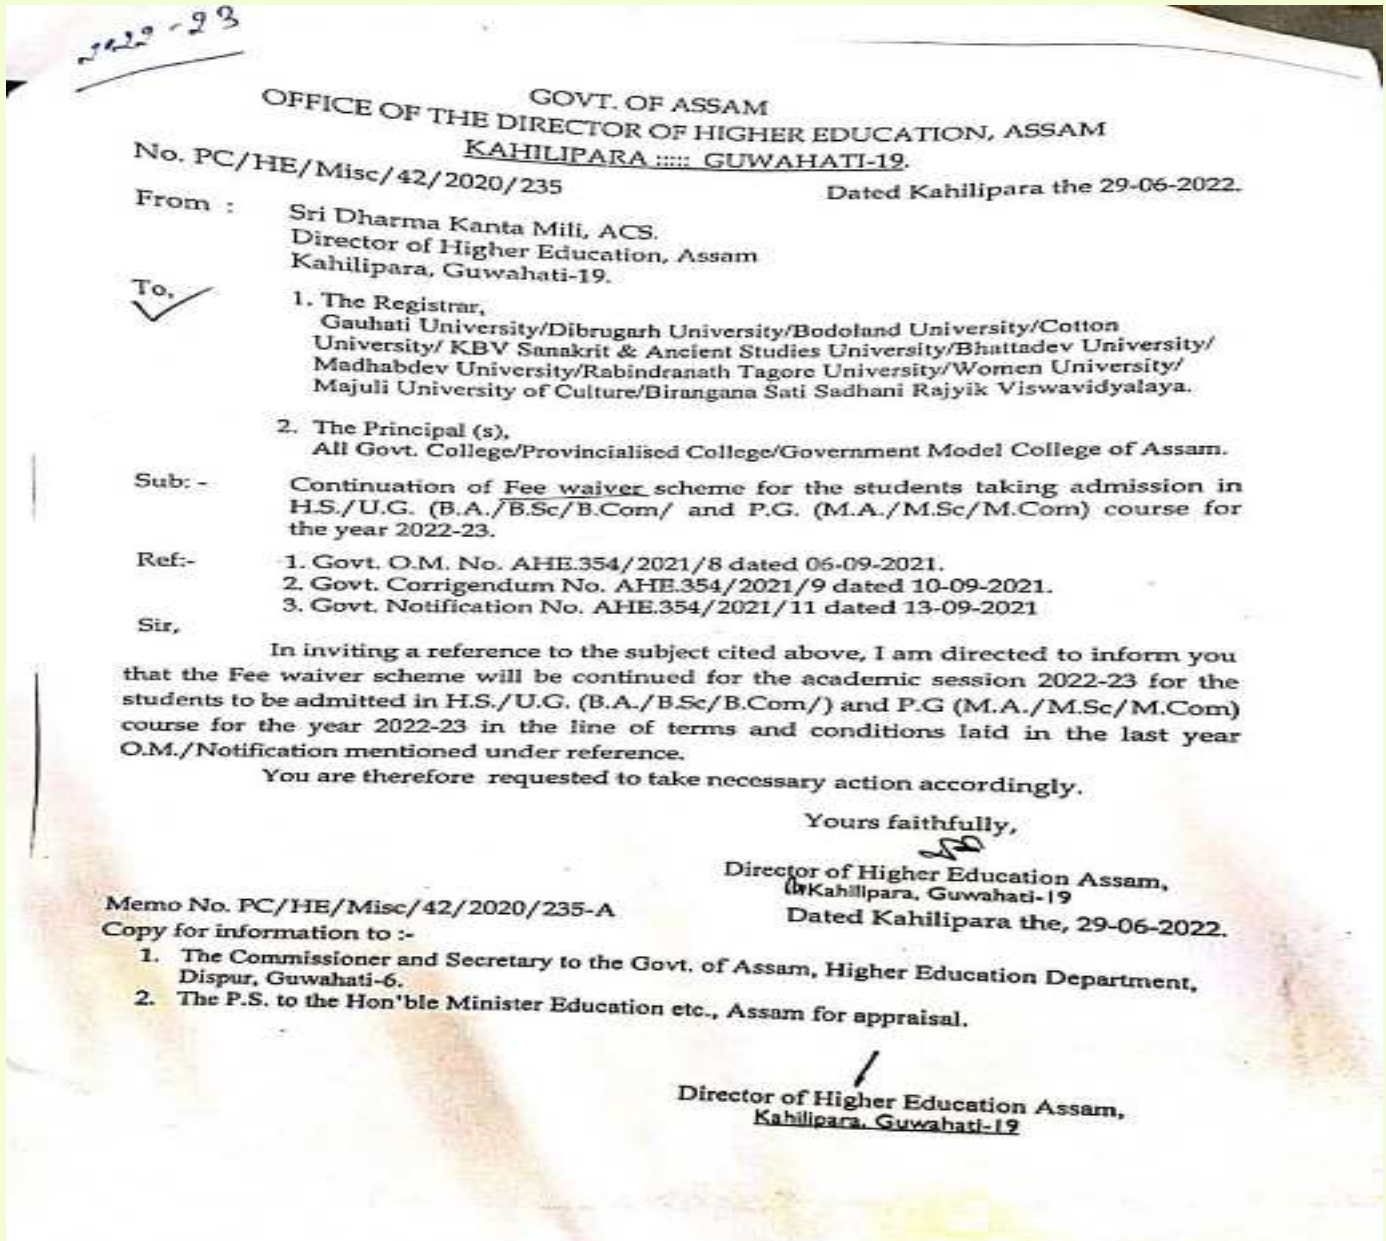 2022-23
GOVT. OF ASSAM
OFFICE OF THE DIRECTOR OF HIGHER EDUCATION, ASSAM
KAHILIPARA ::::: GUWAHATI-19.
No. PC/HE/Misc/42/2020/235
Dated Kahilipara the 29-06-2022.
From :
Sri Dharma Kanta Mili, ACS.
Director of Higher Education, Assam
Kahilipara, Guwahati-19.
To,
1. The Registrar,
Gauhati University/Dibrugarh University/Bodoland University/Cotton
University/ KBV Sanakrit & Ancient Studies University/Bhattadev University/
Madhabdev University/Rabindranath Tagore University/Women University/
Majuli University of Culture/Birangana Sati Sadhani Rajyik Viswavidyalaya.
2. The Principal (s),
All Govt. College/Provincialised College/Government Model College of Assam.
Sub: - Continuation of Fee waiver scheme for the students taking admission in
H.S./U.G. (B.A./B.Sc/B.Com/ and P.G. (M.A./M.Sc/M.Com) course for
the year 2022-23.
Ref:- 1. Govt. O.M. No. AHE.354/2021/8 dated 06-09-2021.
2. Govt. Corrigendum No. AHE.354/2021/9 dated 10-09-2021.
3. Govt. Notification No. AHE.354/2021/11 dated 13-09-2021
Sir,
In inviting a reference to the subject cited above, I am directed to inform you
that the Fee waiver scheme will be continued for the academic session 2022-23 for the
students to be admitted in H.S./U.G. (B.A./B.Sc/B.Com/) and P.G (M.A./M.Sc/M.Com)
course for the year 2022-23 in the line of terms and conditions laid in the last year
O.M./Notification mentioned under reference.
You are therefore requested to take necessary action accordingly.
Yours faithfully,
Director of Higher Education Assam,
Kahilipara, Guwahati-19
Memo No. PC/HE/Misc/42/2020/235-A
Dated Kahilipara the, 29-06-2022.
Copy for information to :-
1. The Commissioner and Secretary to the Govt. of Assam, Higher Education Department,
Dispur, Guwahati-6.
2. The P.S. to the Hon'ble Minister Education etc., Assam for appraisal.
Director of Higher Education Assam,
Kahilipara, Guwahati-19